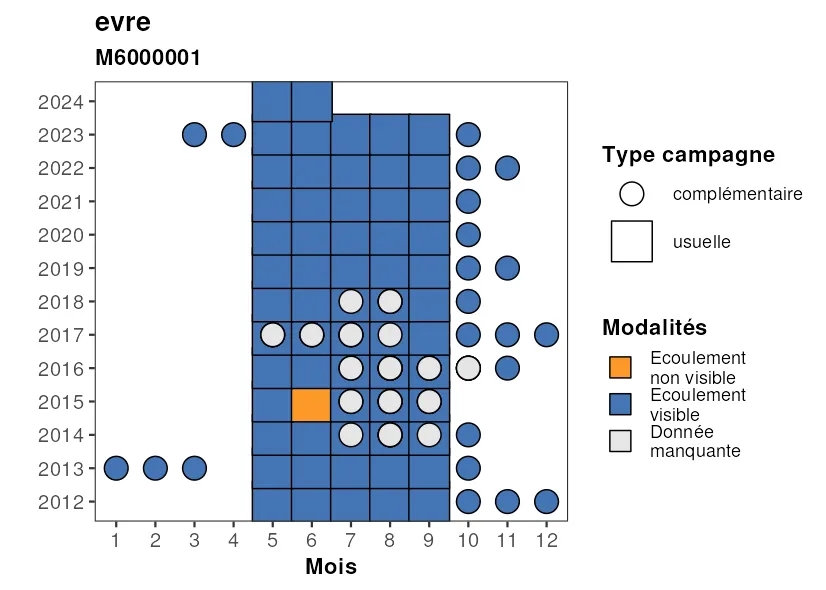 evre
M6000001
2024
2023
2022
2021
2020
2019
2018
2017
2016
2015
2014
2013
2012
1 2 3 4 5 6 7 8 9 10 11 12
Mois
Type campagne
complémentaire
usuelle
Modalités
Ecoulement
non visible
Ecoulement
visible
Donnée
manquante